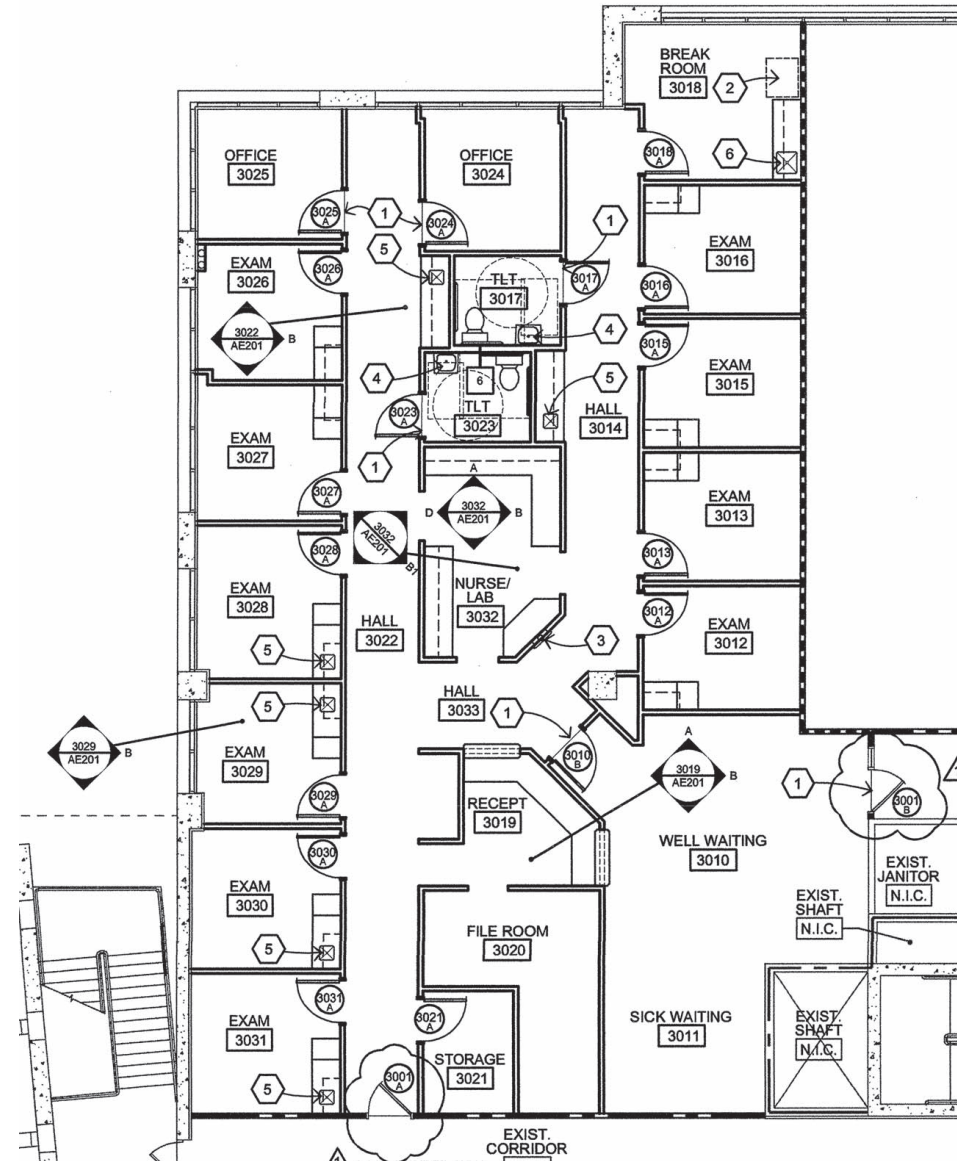 BREAK
ROOM
3018
2
6
3018
A
OFFICE
3025
OFFICE
3024
3025
A
1
3024
A
1
5
EXAM
3026
3026
A
TLT
3017
3017
A
EXAM
3016
3016
A
3022
AE201
B
4
4
3015
A
6
5
EXAM
3015
TLT
3023
3023
A
HALL
3014
1
EXAM
3027
A
3027
A
D
3032
AE201
B
EXAM
3013
3032
AE201
B1
3028
A
3013
A
EXAM
3028
NURSE/
LAB
3032
3012
A
EXAM
3012
HALL
3022
3
5
5
HALL
3033
1
3010
B
A
3029
AE201
B
EXAM
3029
3019
AE201
B
3029
A
RECEPT
3019
1
3001
B
3030
A
WELL WAITING
3010
EXIST.
JANITOR
N.I.C.
EXAM
3030
EXIST.
SHAFT
N.I.C.
5
FILE ROOM
3020
3031
A
3021
A
EXAM
3031
SICK WAITING
3011
EXIST.
SHAFT
N.I.C.
STORAGE
3021
5
3001
A
EXIST.
CORRIDOR